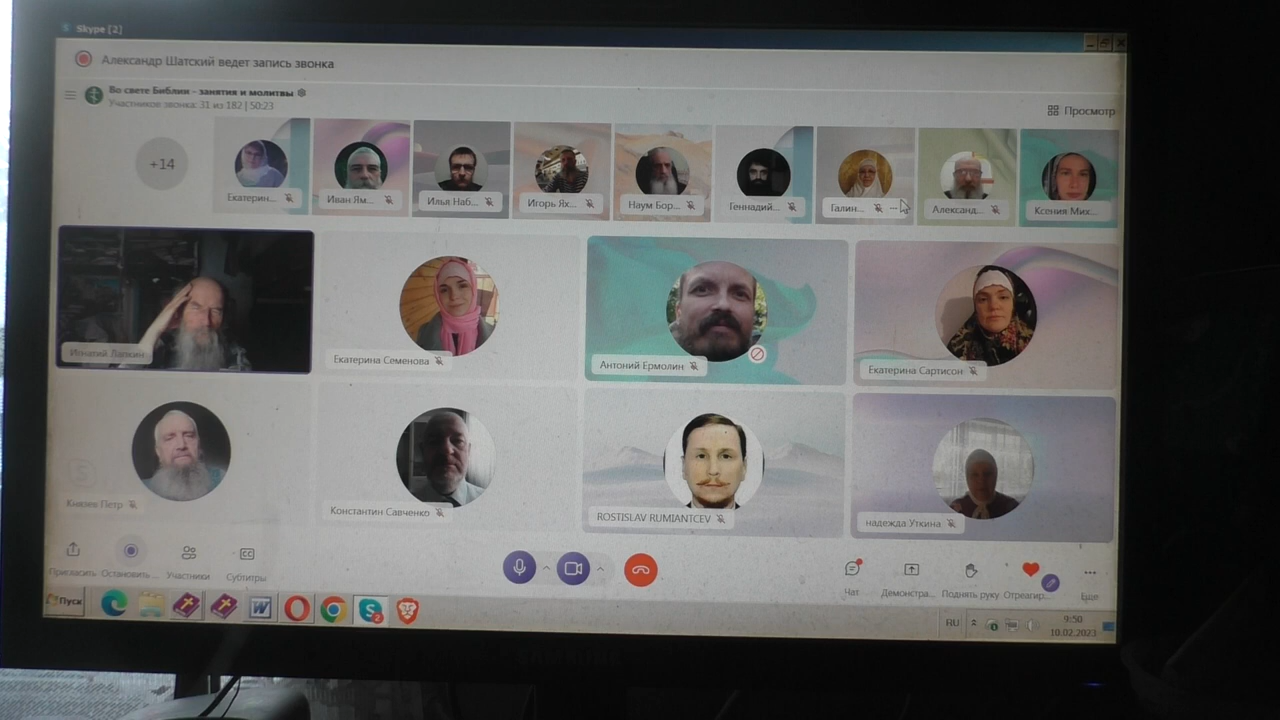 Skype [2]
Александр Шатский ведет запись звонка
Во свете Библии - занятия и молитвы
Участников звонка: 31 из 182 | 50:23
Просмотр
+14
Екатерин...
Иван Ям...
Илья Наб...
Игорь Ях...
Наум Бор...
Геннадий...
Галин...
Александ...
Ксения Мих...
Игнатий Лапкин
Екатерина Семенова
Антоний Ермолин
Екатерина Сартисон
Князев Петр
Константин Савченко
ROSTISLAV RUMIANTCEV
надежда Уткина
Пригласить
Остановить ...
Участники
Субтитры
Чат
Демонстра...
Поднять руку
Отреагир...
Еще
Пуск
RU
9:50
10.02.2023